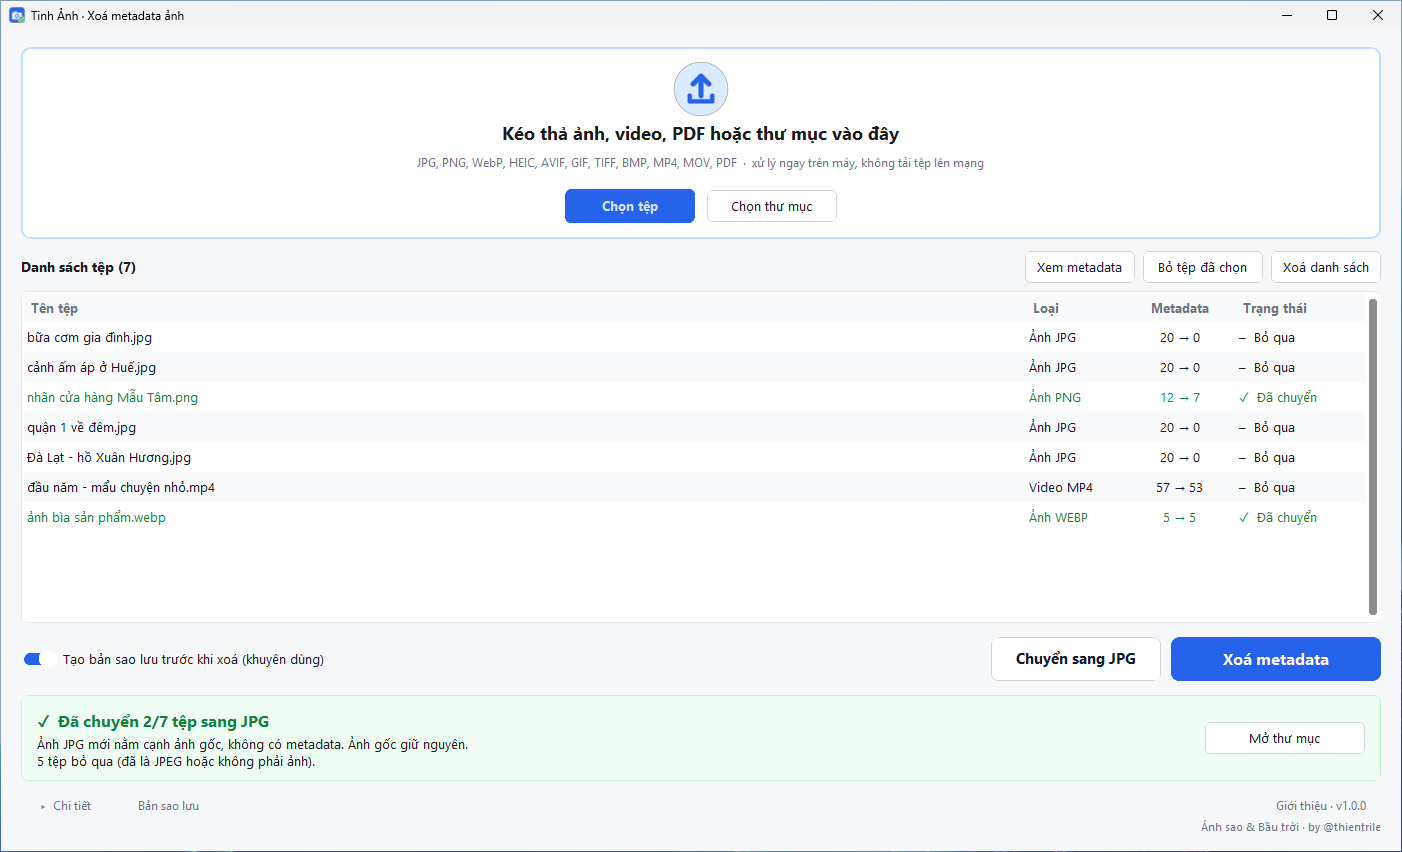 Tinh Ảnh · Xoá metadata ảnh
Kéo thả ảnh, video, PDF hoặc thư mục vào đây
JPG, PNG, WebP, HEIC, AVIF, GIF, TIFF, BMP, MP4, MOV, PDF · xử lý ngay trên máy, không tải tệp lên mạng
Chọn tệp Chọn thư mục
Danh sách tệp (7) Xem metadata Bỏ tệp đã chọn Xoá danh sách
Tên tệp Loại Metadata Trạng thái
bữa cơm gia đình.jpg Ảnh JPG 20 → 0 – Bỏ qua
cảnh ấm áp ở Huế.jpg Ảnh JPG 20 → 0 – Bỏ qua
nhãn cửa hàng Mẫu Tâm.png Ảnh PNG 12 → 7 ✓ Đã chuyển
quận 1 về đêm.jpg Ảnh JPG 20 → 0 – Bỏ qua
Đà Lạt - hồ Xuân Hương.jpg Ảnh JPG 20 → 0 – Bỏ qua
đầu năm - mẩu chuyện nhỏ.mp4 Video MP4 57 → 53 – Bỏ qua
ảnh bìa sản phẩm.webp Ảnh WEBP 5 → 5 ✓ Đã chuyển
Tạo bản sao lưu trước khi xoá (khuyên dùng) Chuyển sang JPG Xoá metadata
✓ Đã chuyển 2/7 tệp sang JPG
Ảnh JPG mới nằm cạnh ảnh gốc, không có metadata. Ảnh gốc giữ nguyên.
5 tệp bỏ qua (đã là JPEG hoặc không phải ảnh).
Mở thư mục
▸ Chi tiết Bản sao lưu Giới thiệu · v1.0.0
Ánh sao & Bầu trời · by @thientrile